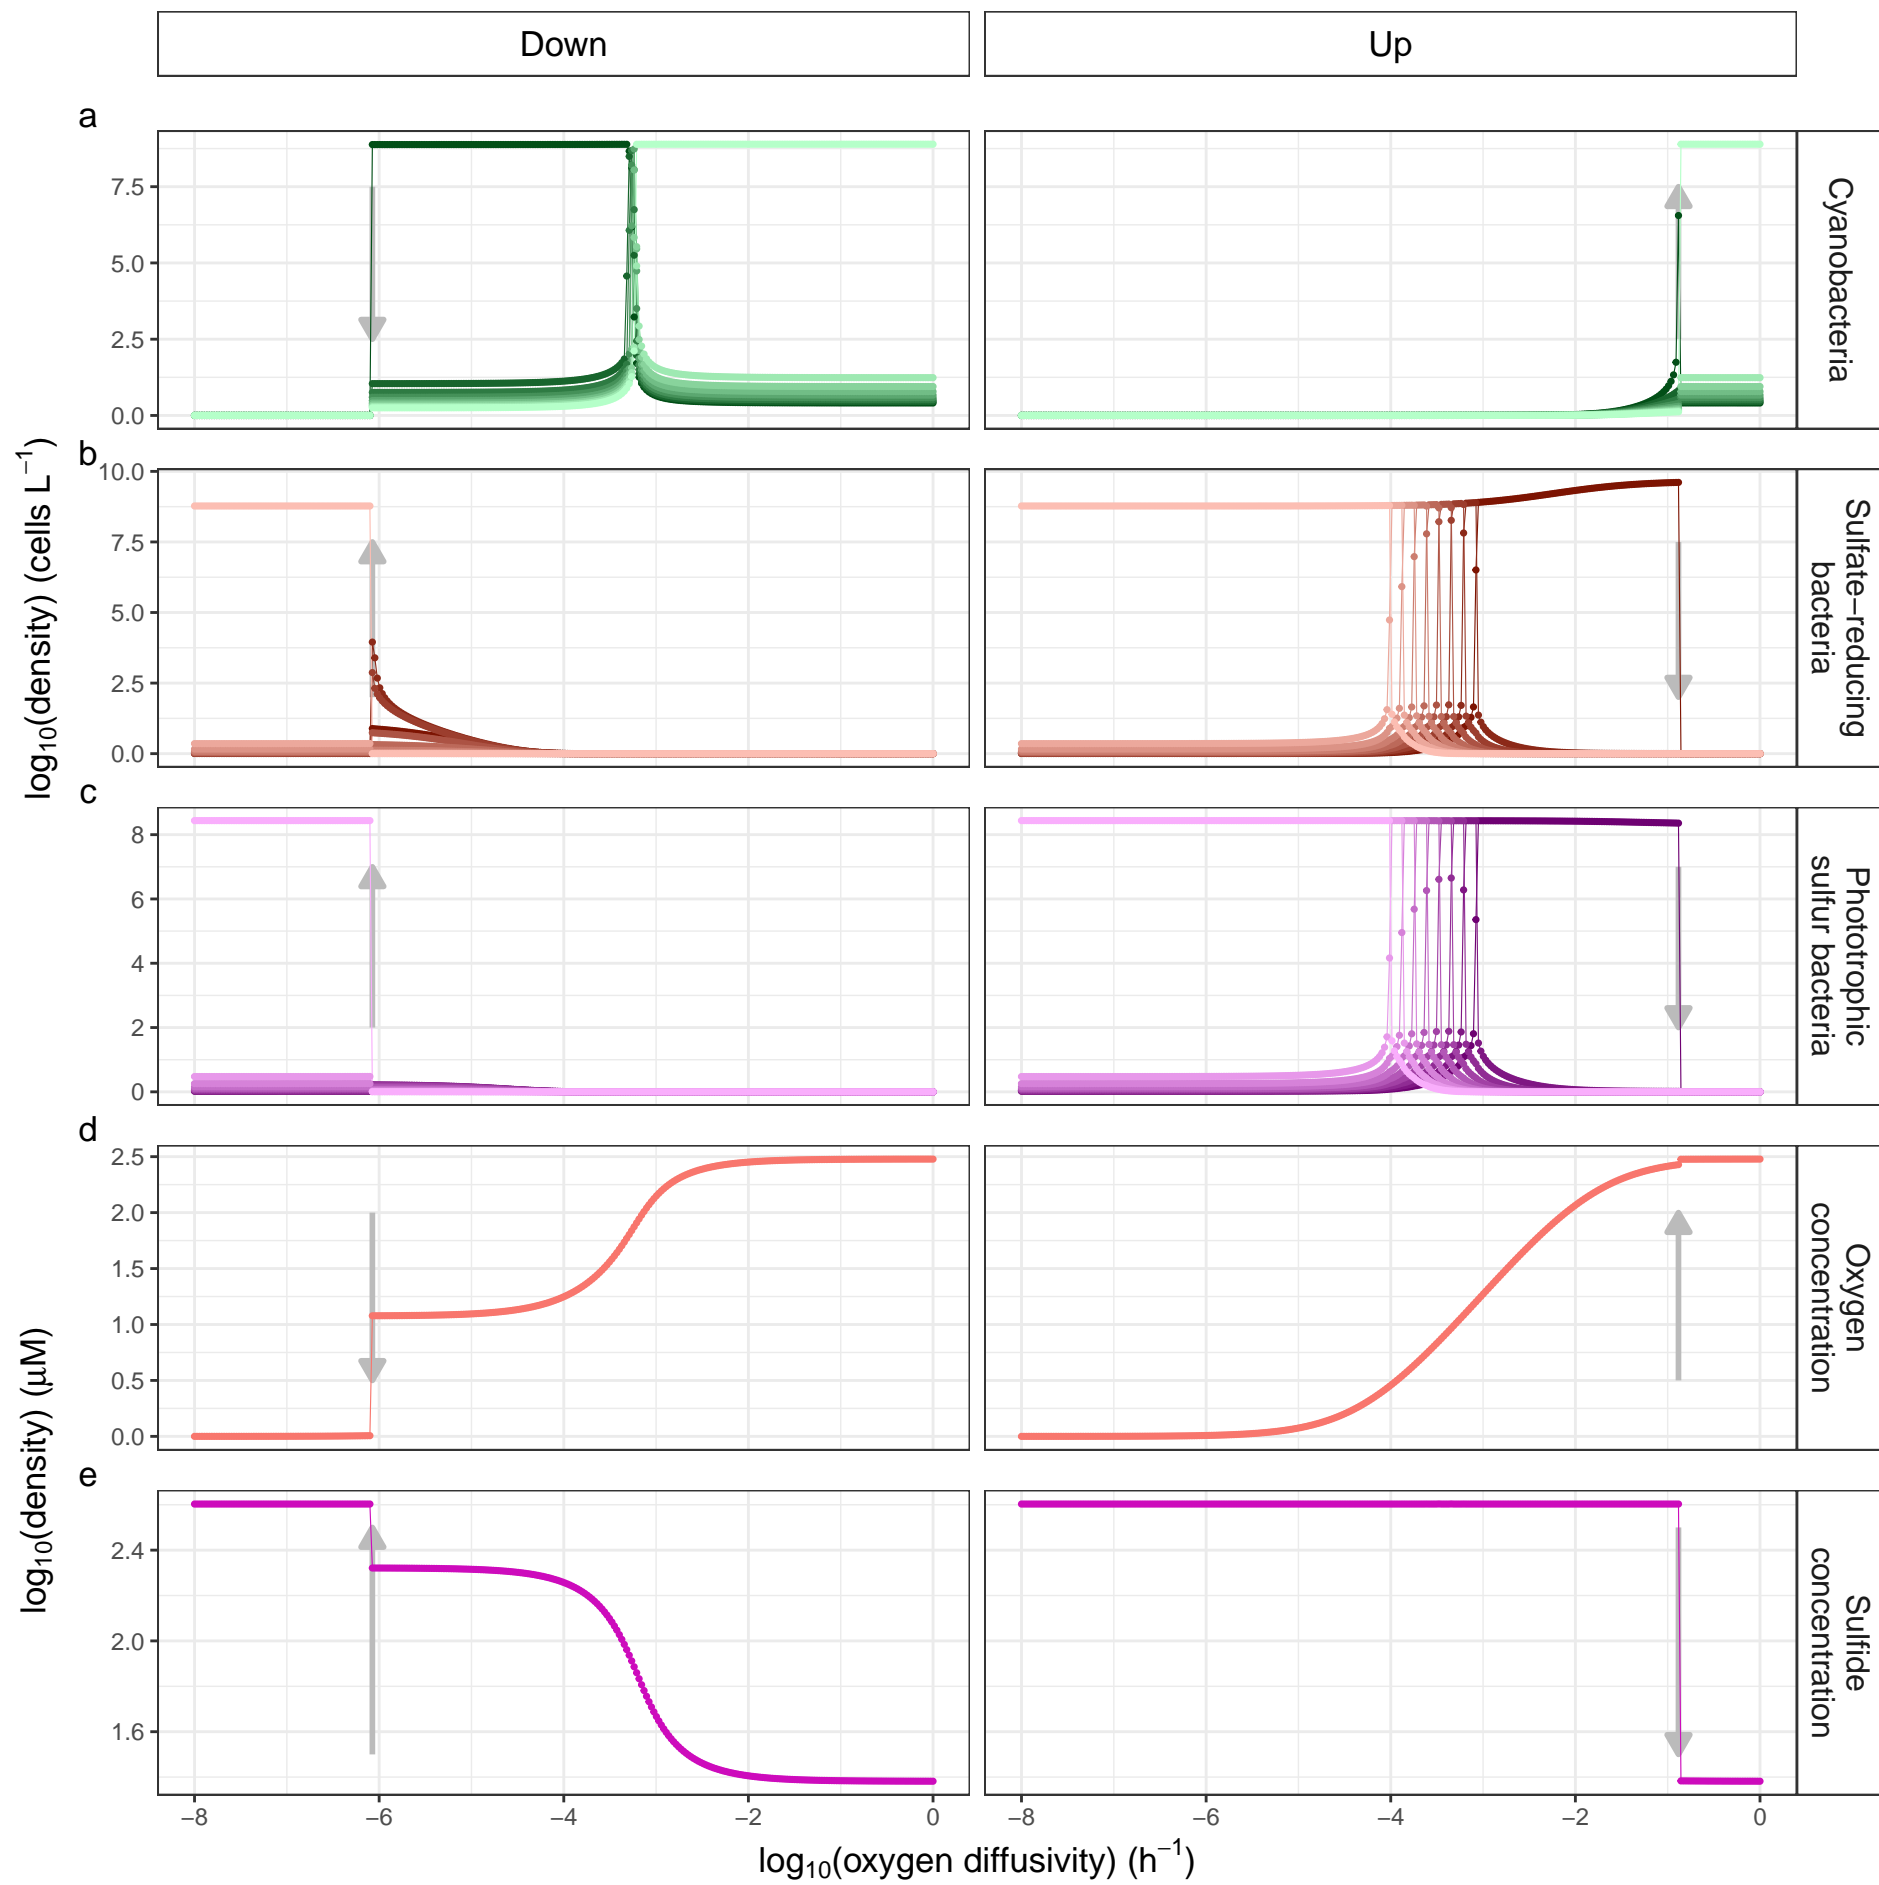 Down
Up
a
7.5
5.0
2.5
0.0
Cyanobacteria
b
10.0
7.5
5.0
2.5
0.0
Sulfate−reducing
bacteria
log₁₀(density) (cells L⁻¹)
c
8
6
4
2
0
Phototrophic
sulfur bacteria
d
2.5
2.0
1.5
1.0
0.5
0.0
Oxygen
concentration
log₁₀(density) (μM)
e
2.4
2.0
1.6
Sulfide
concentration
−8 −6 −4 −2 0
−8 −6 −4 −2 0
log₁₀(oxygen diffusivity) (h⁻¹)